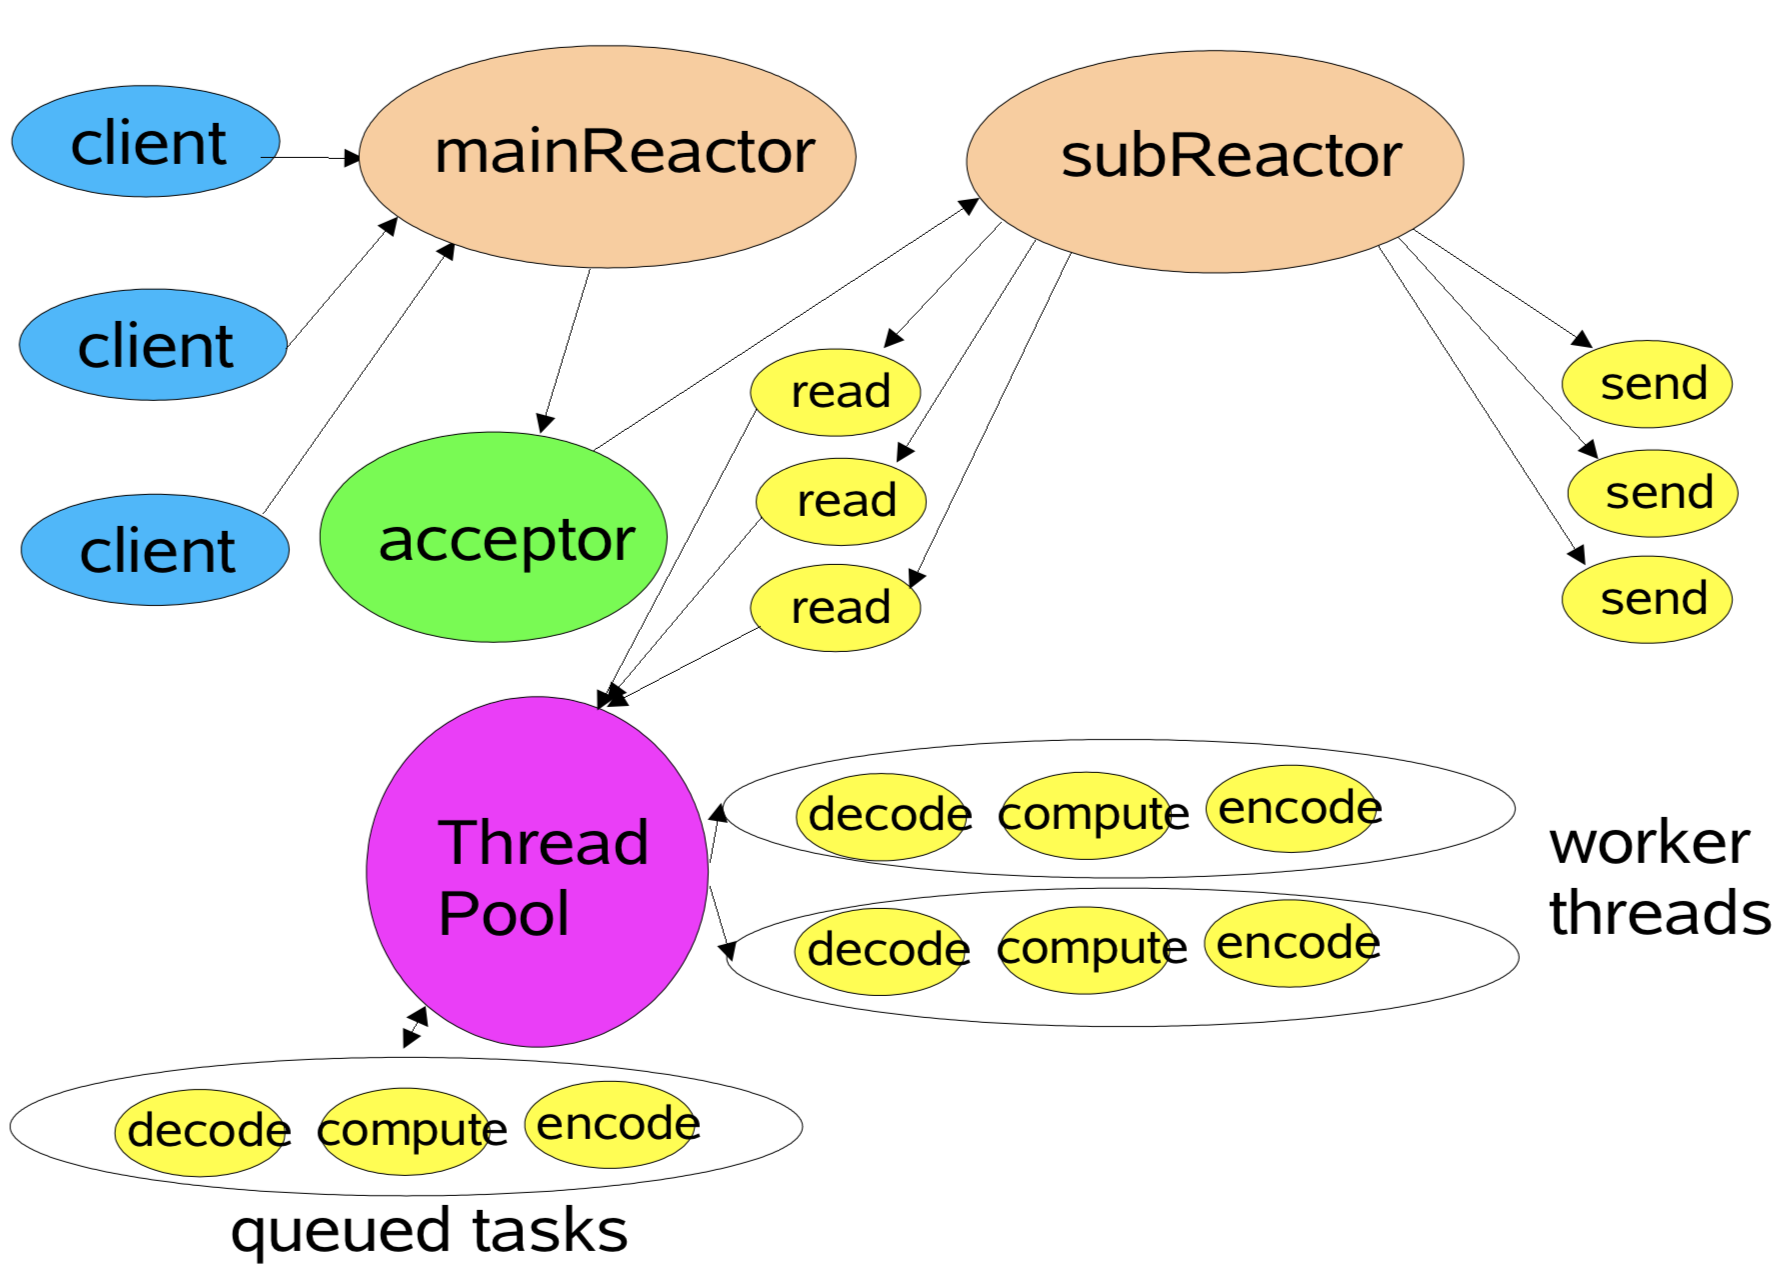 client
mainReactor
subReactor
client
client
acceptor
read
read
read
send
send
send
Thread
Pool
decode compute encode
decode compute encode
worker
threads
decode compute encode
queued tasks